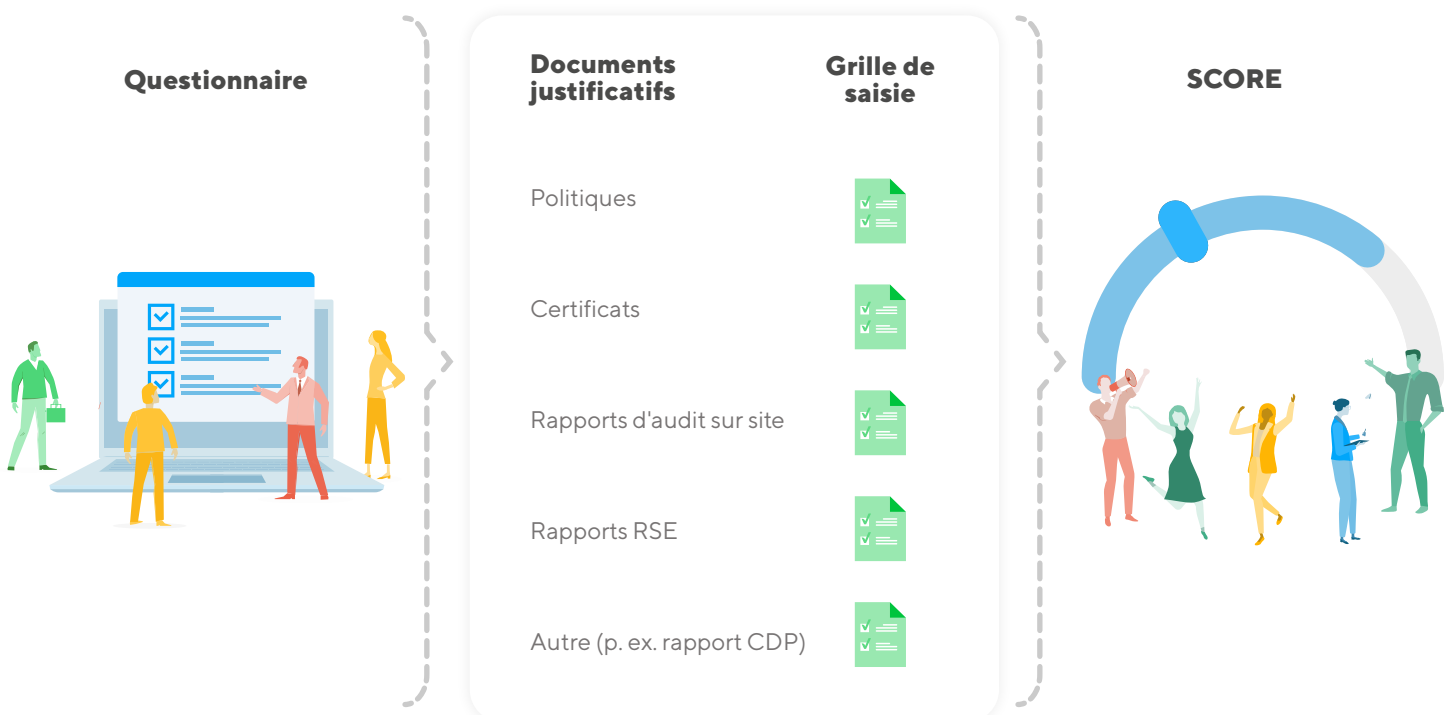 Questionnaire
Documents
justificatifs
Grille de
saisie
SCORE
Politiques
Certificats
Rapports d'audit sur site
Rapports RSE
Autre (p. ex. rapport CDP)